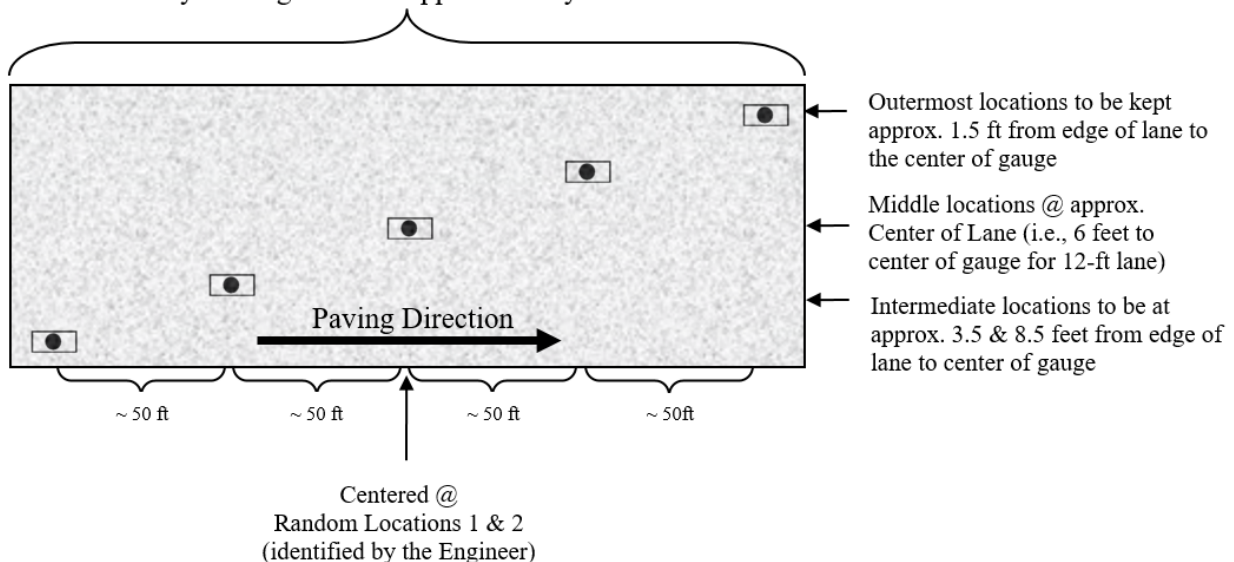 Outermost locations to be kept
approx. 1.5 ft from edge of lane to
the center of gauge
Middle locations @ approx.
Center of Lane (i.e., 6 feet to
center of gauge for 12-ft lane)
Intermediate locations to be at
approx. 3.5 & 8.5 feet from edge of
lane to center of gauge
Paving Direction
~ 50 ft
~ 50 ft
~ 50 ft
~ 50ft
Centered @
Random Locations 1 & 2
(identified by the Engineer)